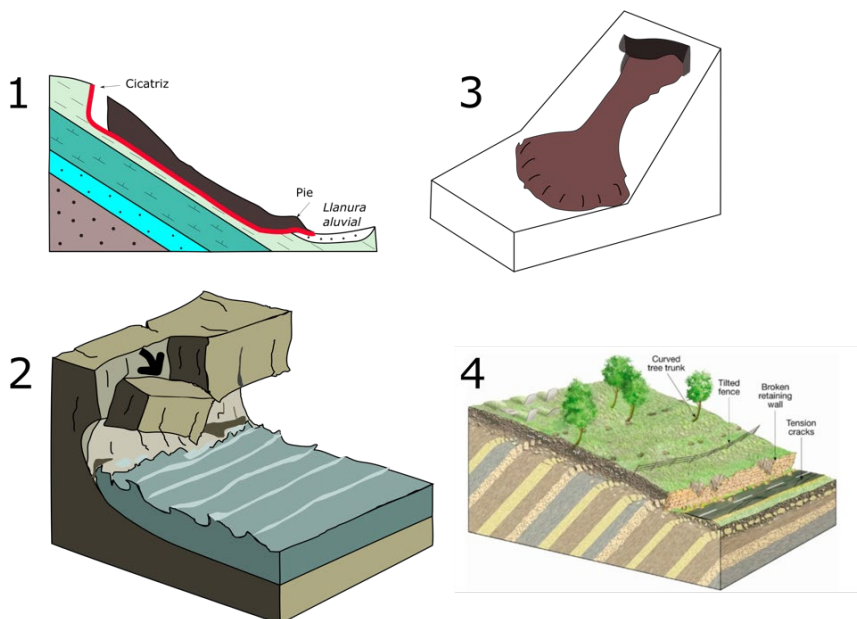 1
Cicatriz
Pie
Llanura
aluvial
3
2
4
Curved
tree trunk
Tilted
fence
Broken
retaining
wall
Tension
cracks